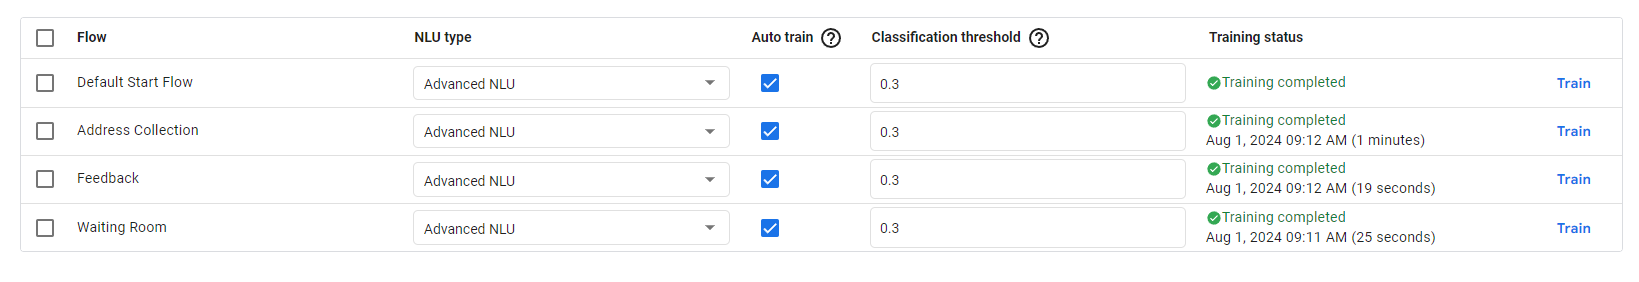 Flow NLU type Auto train ? Classification threshold ? Training status
Default Start Flow Advanced NLU 0.3 Training completed Train
Address Collection Advanced NLU 0.3 Training completed Train
Aug 1, 2024 09:12 AM (1 minutes)
Feedback Advanced NLU 0.3 Training completed Train
Aug 1, 2024 09:12 AM (19 seconds)
Waiting Room Advanced NLU 0.3 Training completed Train
Aug 1, 2024 09:11 AM (25 seconds)